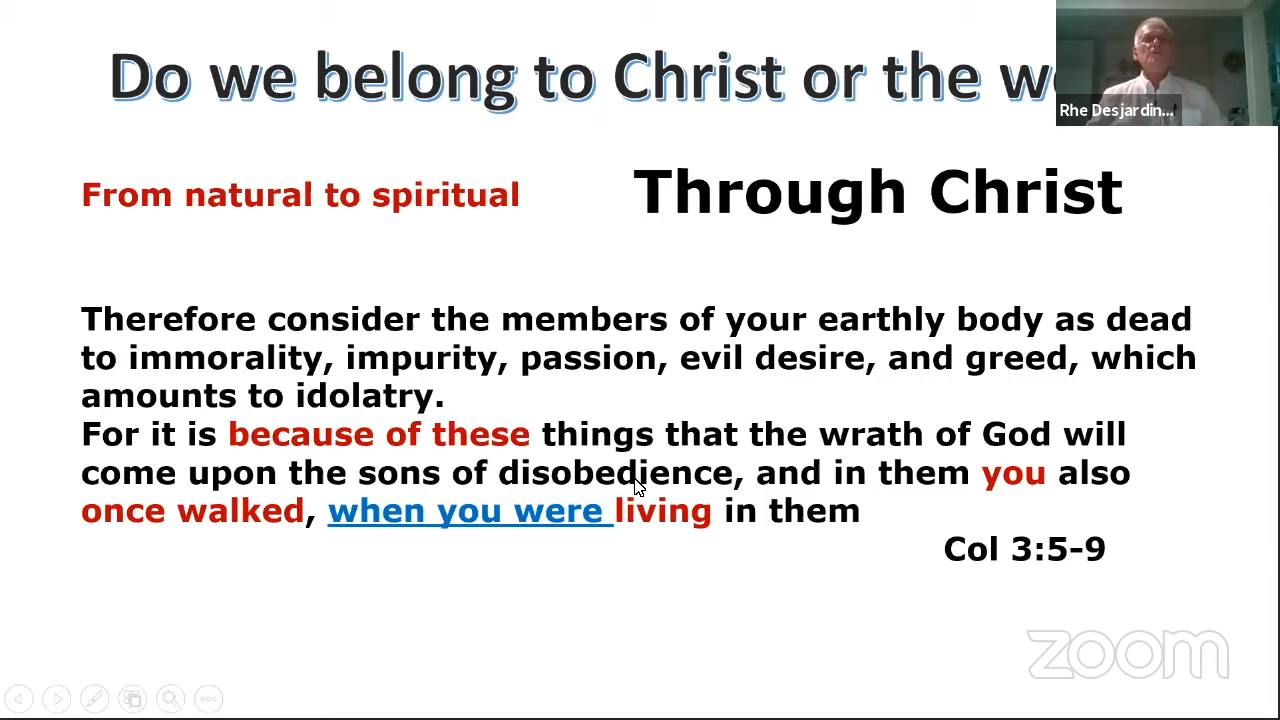 Do we belong to Christ or the
Rhe Desjardin...
From natural to spiritual
Through Christ
Therefore consider the members of your earthly body as dead
to immorality, impurity, passion, evil desire, and greed, which
amounts to idolatry.
For it is because of these things that the wrath of God will
come upon the sons of disobedience, and in them you also
once walked, when you were living in them
Col 3:5-9
zoom